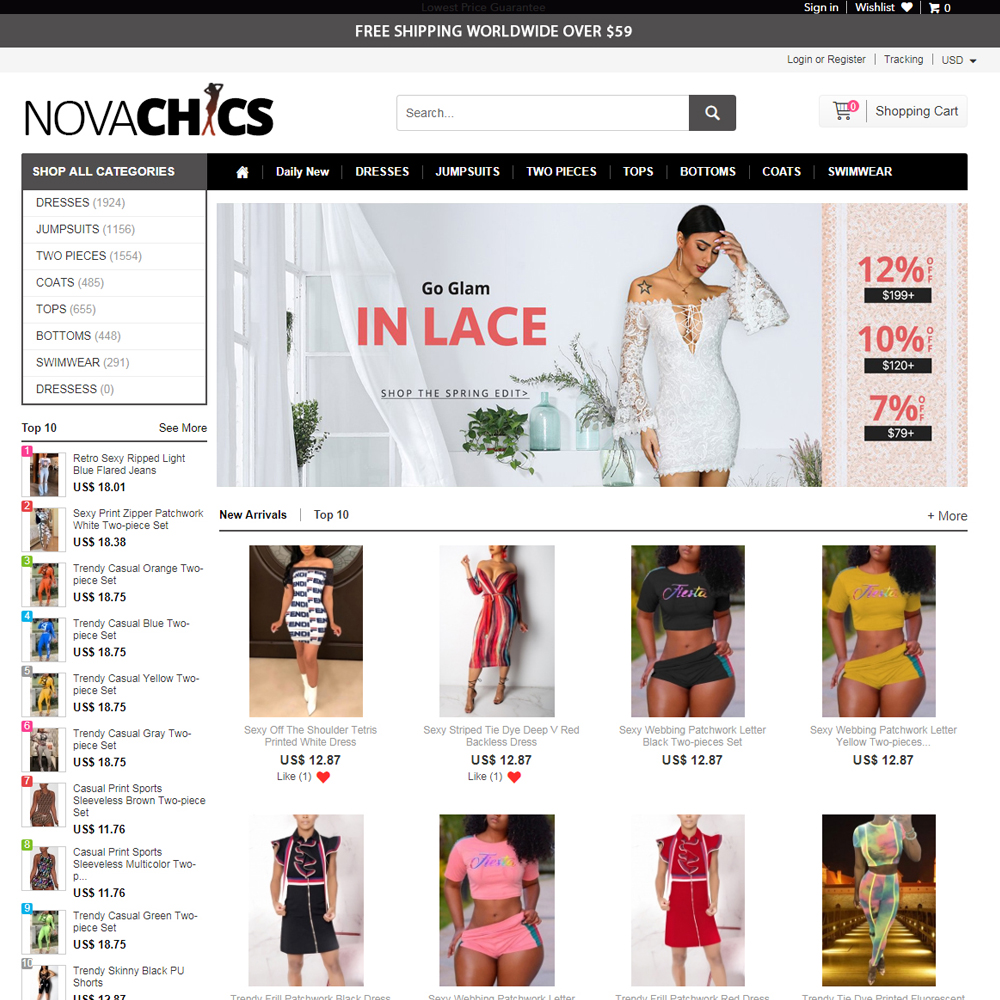 Lowest Price Guarantee
Sign in
Wishlist
0
FREE SHIPPING WORLDWIDE OVER $59
Login or Register
Tracking
USD
NOVACHICS
Search...
0
Shopping Cart
SHOP ALL CATEGORIES
Daily New
DRESSES
JUMPSUITS
TWO PIECES
TOPS
BOTTOMS
COATS
SWIMWEAR
DRESSES (1924)
JUMPSUITS (1156)
TWO PIECES (1554)
COATS (485)
TOPS (655)
BOTTOMS (448)
SWIMWEAR (291)
DRESSESS (0)
Go Glam
IN LACE
SHOP THE SPRING EDIT>
12% OFF
$199+
10% OFF
$120+
7% OFF
$79+
Top 10
See More
1
Retro Sexy Ripped Light
Blue Flared Jeans
US$ 18.01
2
Sexy Print Zipper Patchwork
White Two-piece Set
US$ 18.38
3
Trendy Casual Orange Two-
piece Set
US$ 18.75
4
Trendy Casual Blue Two-
piece Set
US$ 18.75
5
Trendy Casual Yellow Two-
piece Set
US$ 18.75
6
Trendy Casual Gray Two-
piece Set
US$ 18.75
7
Casual Print Sports
Sleeveless Brown Two-piece
Set
US$ 11.76
8
Casual Print Sports
Sleeveless Multicolor Two-
p...
US$ 11.76
9
Trendy Casual Green Two-
piece Set
US$ 18.75
10
Trendy Skinny Black PU
Shorts
US$ 12.87
New Arrivals
Top 10
+ More
FENDI
Sexy Off The Shoulder Tetris
Printed White Dress
US$ 12.87
Like (1)
Sexy Striped Tie Dye Deep V Red
Backless Dress
US$ 12.87
Like (1)
Fiesta
Sexy Webbing Patchwork Letter
Black Two-pieces Set
US$ 12.87
Fiesta
Sexy Webbing Patchwork Letter
Yellow Two-pieces...
US$ 12.87
Trendy Frill Patchwork Black Dress
Fiesta
Sexy Webbing Patchwork Letter
Trendy Frill Patchwork Red Dress
Trendy Tie Dye Printed Fluorescent